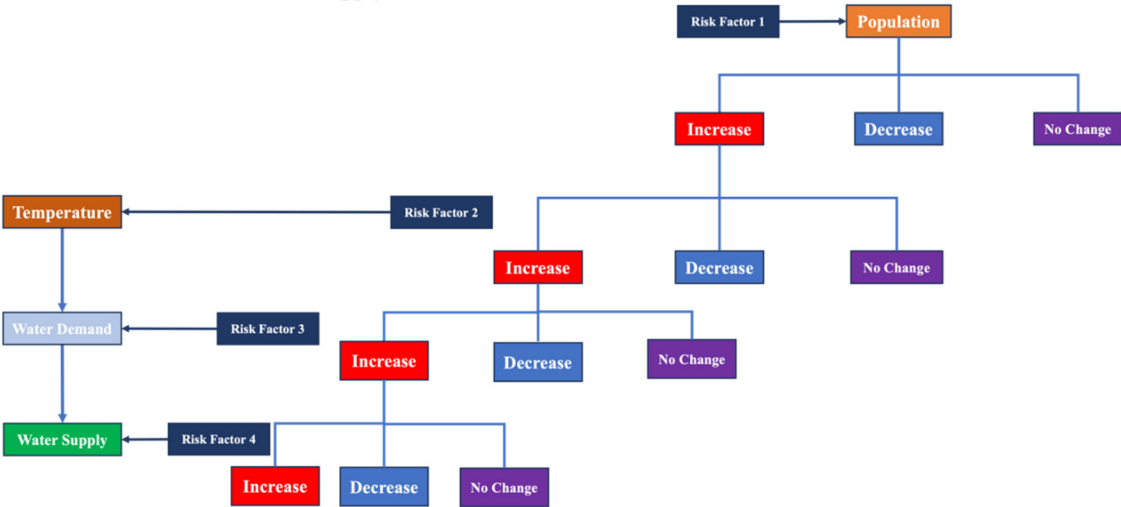 Risk Factor 1
Population
Increase
Decrease
No Change
Temperature
Risk Factor 2
Increase
Decrease
No Change
Water Demand
Risk Factor 3
Increase
Decrease
No Change
Water Supply
Risk Factor 4
Increase
Decrease
No Change